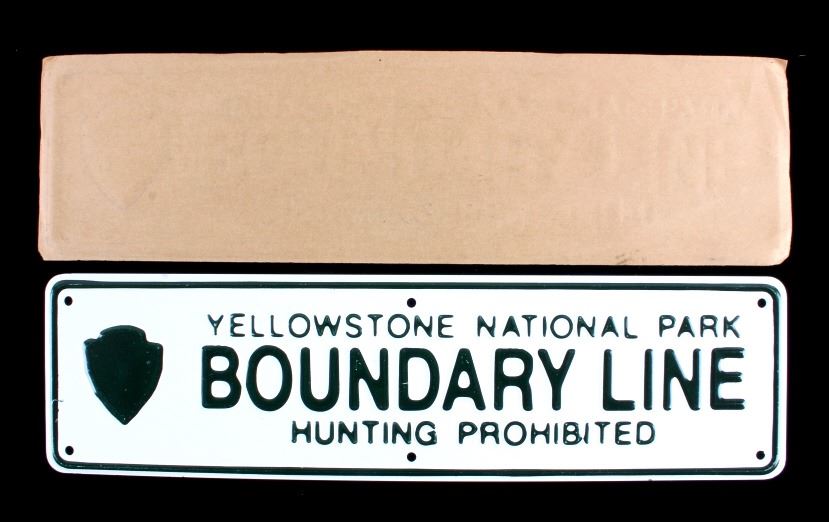 YELLOWSTONE NATIONAL PARK
BOUNDARY LINE
HUNTING PROHIBITED